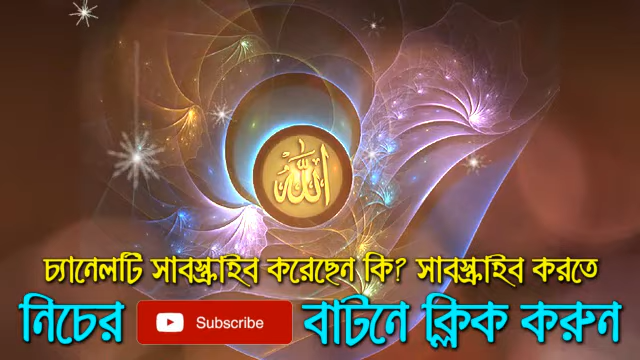 الله
চ্যানেলটি সাবস্ক্রাইব করেছেন কি? সাবস্ক্রাইব করতে
নিচের Subscribe বাটনে ক্লিক করুন